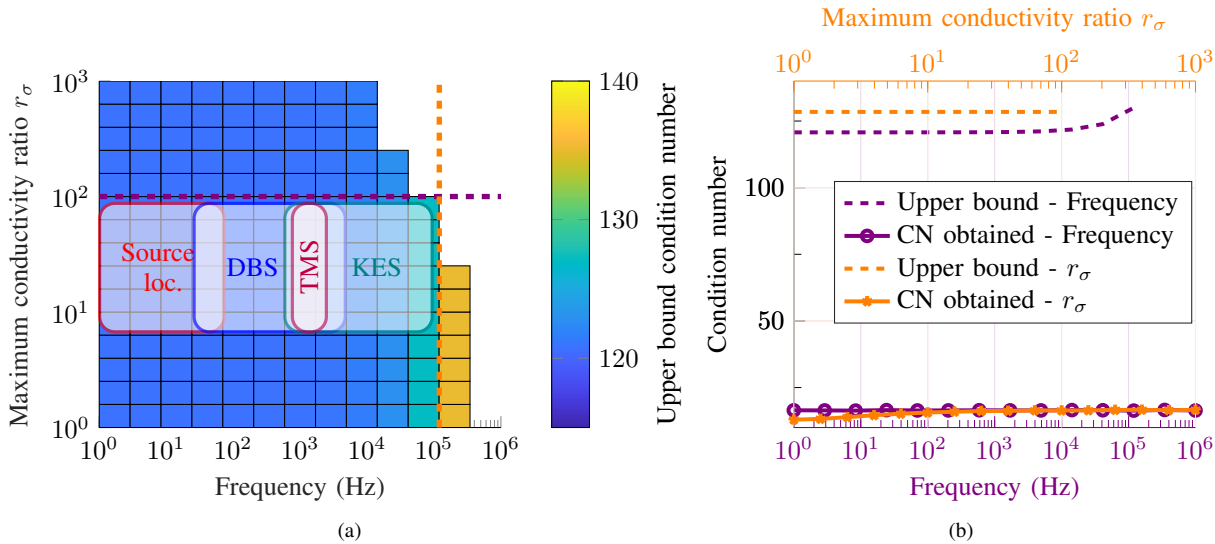 Maximum conductivity ratio r_σ
10^3
10^2
10^1
10^0
Source
loc.
DBS
TMS
KES
10^0 10^1 10^2 10^3 10^4 10^5 10^6
Frequency (Hz)
(a)
140
130
120
Upper bound condition number
Maximum conductivity ratio r_σ
10^0 10^1 10^2 10^3
Condition number
100
50
Upper bound - Frequency
CN obtained - Frequency
Upper bound - r_σ
CN obtained - r_σ
10^0 10^1 10^2 10^3 10^4 10^5 10^6
Frequency (Hz)
(b)